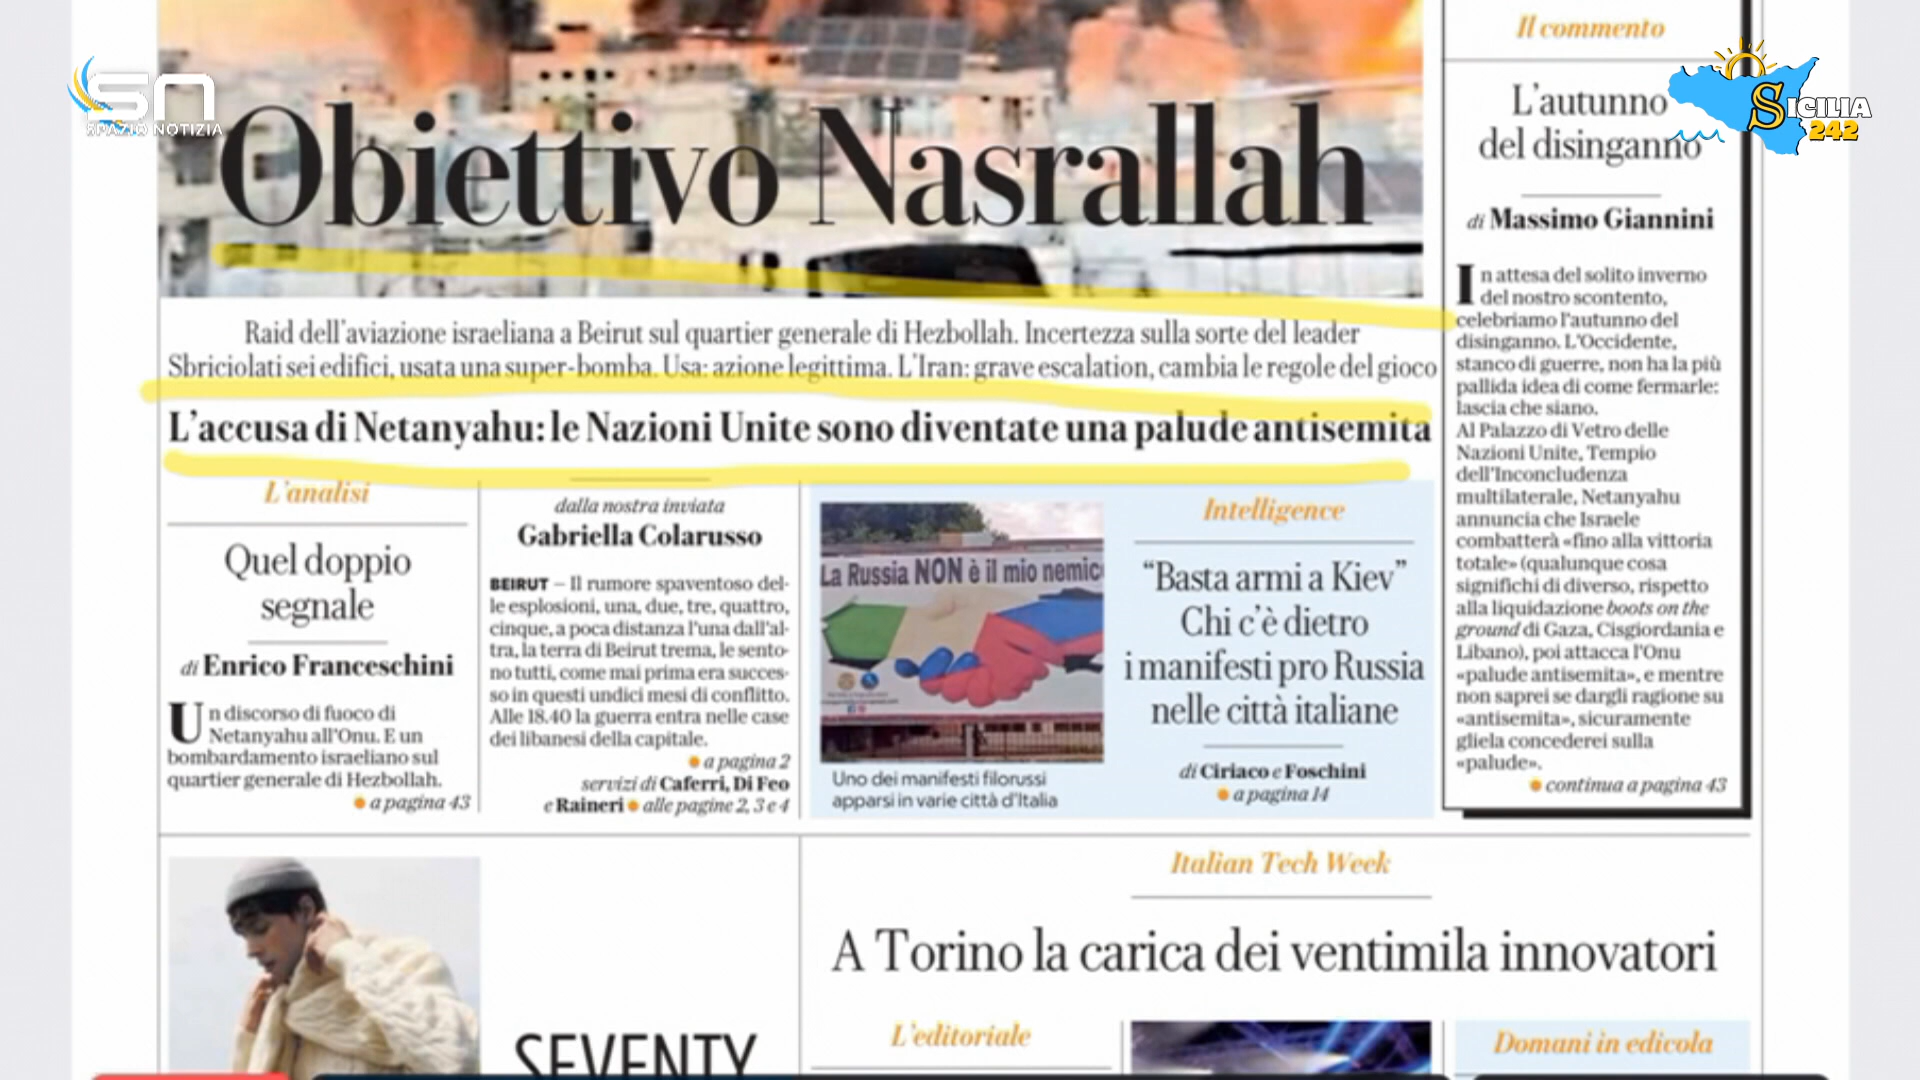 SN
SPAZIO NOTIZIA
SICILIA
242
Obiettivo Nasrallah
Raid dell'aviazione israeliana a Beirut sul quartier generale di Hezbollah. Incertezza sulla sorte del leader
Sbriciolati sei edifici, usata una super-bomba. Usa: azione legittima. L'Iran: grave escalation, cambia le regole del gioco
L'accusa di Netanyahu: le Nazioni Unite sono diventate una palude antisemita
L'analisi
Quel doppio
segnale
di Enrico Franceschini
Un discorso di fuoco di
Netanyahu all'Onu. E un
bombardamento israeliano sul
quartier generale di Hezbollah.
● a pagina 43
dalla nostra inviata
Gabriella Colarusso
BEIRUT – Il rumore spaventoso del-
le esplosioni, una, due, tre, quattro,
cinque, a poca distanza l'una dall'al-
tra, la terra di Beirut trema, le sento-
no tutti, come mai prima era succes-
so in questi undici mesi di conflitto.
Alle 18.40 la guerra entra nelle case
dei libanesi della capitale.
● a pagina 2
servizi di Caferri, Di Feo
e Raineri ● alle pagine 2, 3 e 4
La Russia NON è il mio nemic
Uno dei manifesti filorussi
apparsi in varie città d'Italia
Intelligence
“Basta armi a Kiev”
Chi c'è dietro
i manifesti pro Russia
nelle città italiane
di Ciriaco e Foschini
● a pagina 14
Il commento
L'autunno
del disinganno
di Massimo Giannini
In attesa del solito inverno
del nostro scontento,
celebriamo l'autunno del
disinganno. L'Occidente,
stanco di guerre, non ha la più
pallida idea di come fermarle:
lascia che siano.
Al Palazzo di Vetro delle
Nazioni Unite, Tempio
dell'Inconcludenza
multilaterale, Netanyahu
annuncia che Israele
combatterà «fino alla vittoria
totale» (qualunque cosa
significhi di diverso, rispetto
alla liquidazione boots on the
ground di Gaza, Cisgiordania e
Libano), poi attacca l'Onu
«palude antisemita», e mentre
non saprei se dargli ragione su
«antisemita», sicuramente
gliela concederei sulla
«palude».
● continua a pagina 43
SEVENTY
Italian Tech Week
A Torino la carica dei ventimila innovatori
L'editoriale
Domani in edicola